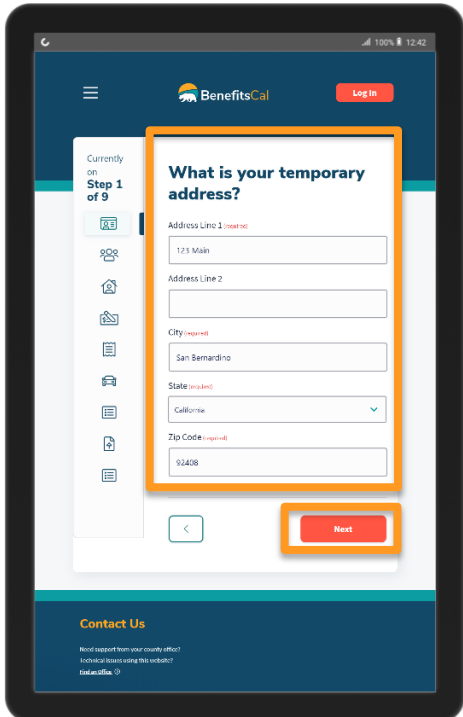 100% 12:42
BenefitsCal
Log In
Currently
on
Step 1
of 9
What is your temporary
address?
Address Line 1 (required)
123 Main
Address Line 2
City (required)
San Bernardino
State (required)
California
Zip Code (required)
92408
Next
Contact Us
Need support from your county office?
Technical issues using this website?
Find an Office